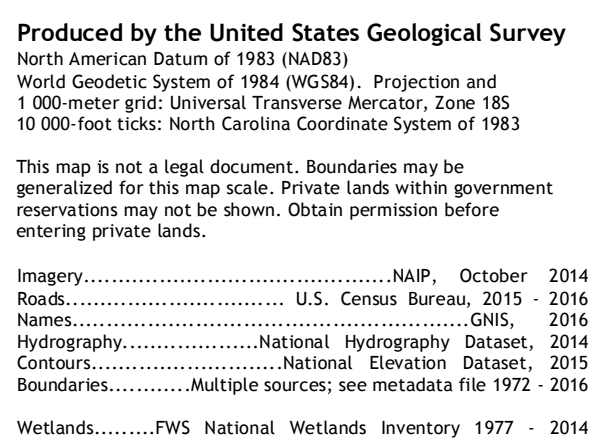 Produced by the United States Geological Survey
North American Datum of 1983 (NAD83)
World Geodetic System of 1984 (WGS84). Projection and
1 000-meter grid: Universal Transverse Mercator, Zone 18S
10 000-foot ticks: North Carolina Coordinate System of 1983
This map is not a legal document. Boundaries may be
generalized for this map scale. Private lands within government
reservations may not be shown. Obtain permission before
entering private lands.
Imagery............................................NAIP, October 2014
Roads............................... U.S. Census Bureau, 2015 - 2016
Names........................................................GNIS, 2016
Hydrography...................National Hydrography Dataset, 2014
Contours...........................National Elevation Dataset, 2015
Boundaries............Multiple sources; see metadata file 1972 - 2016
Wetlands.........FWS National Wetlands Inventory 1977 - 2014